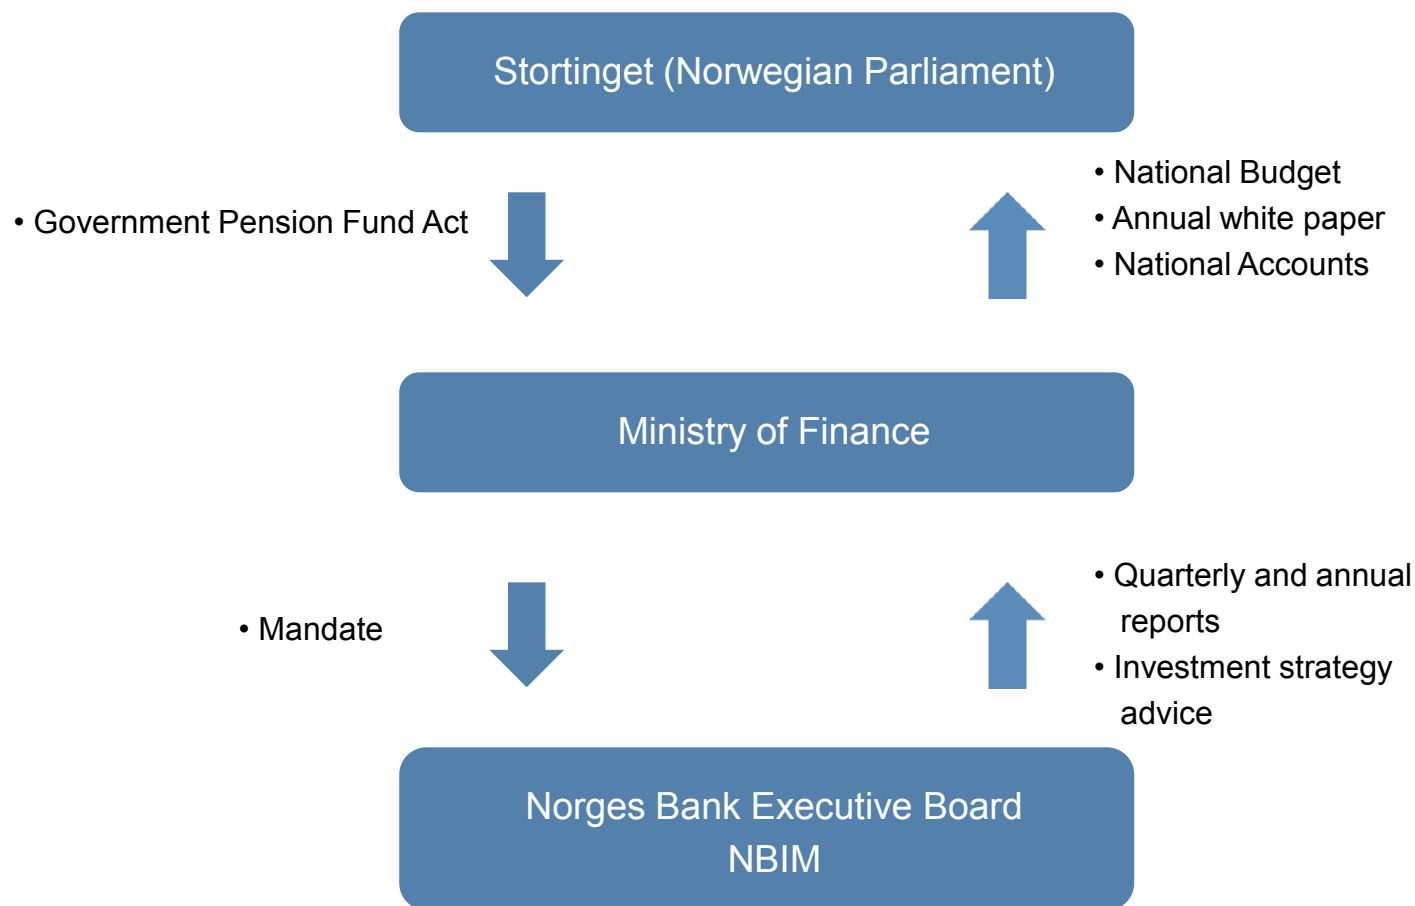 Stortinget (Norwegian Parliament)
• Government Pension Fund Act
• National Budget
• Annual white paper
• National Accounts
Ministry of Finance
• Mandate
• Quarterly and annual
reports
• Investment strategy
advice
Norges Bank Executive Board
NBIM